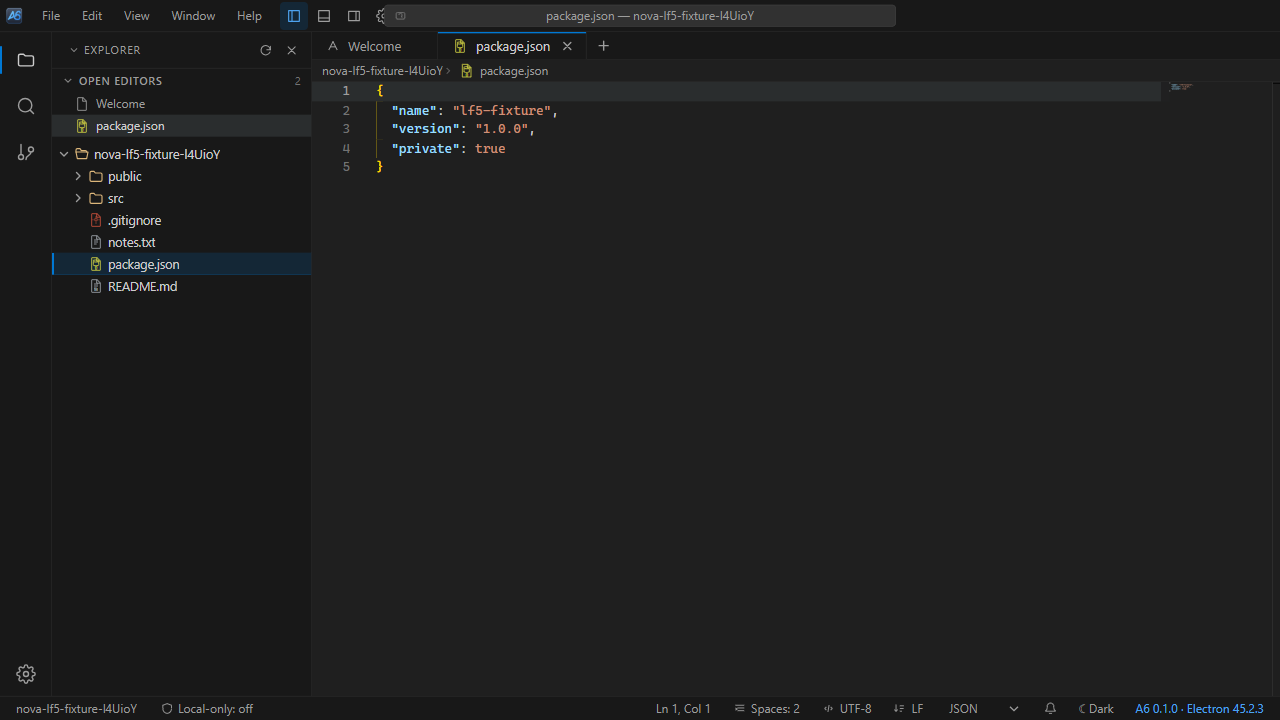 A6 File Edit View Window Help package.json — nova-lf5-fixture-l4UioY
EXPLORER
OPEN EDITORS 2
Welcome
package.json
nova-lf5-fixture-l4UioY
public
src
.gitignore
notes.txt
package.json
README.md
Welcome package.json
nova-lf5-fixture-l4UioY package.json
1 {
2 "name": "lf5-fixture",
3 "version": "1.0.0",
4 "private": true
5 }
nova-lf5-fixture-l4UioY Local-only: off Ln 1, Col 1 Spaces: 2 UTF-8 LF JSON Dark A6 0.1.0 · Electron 45.2.3